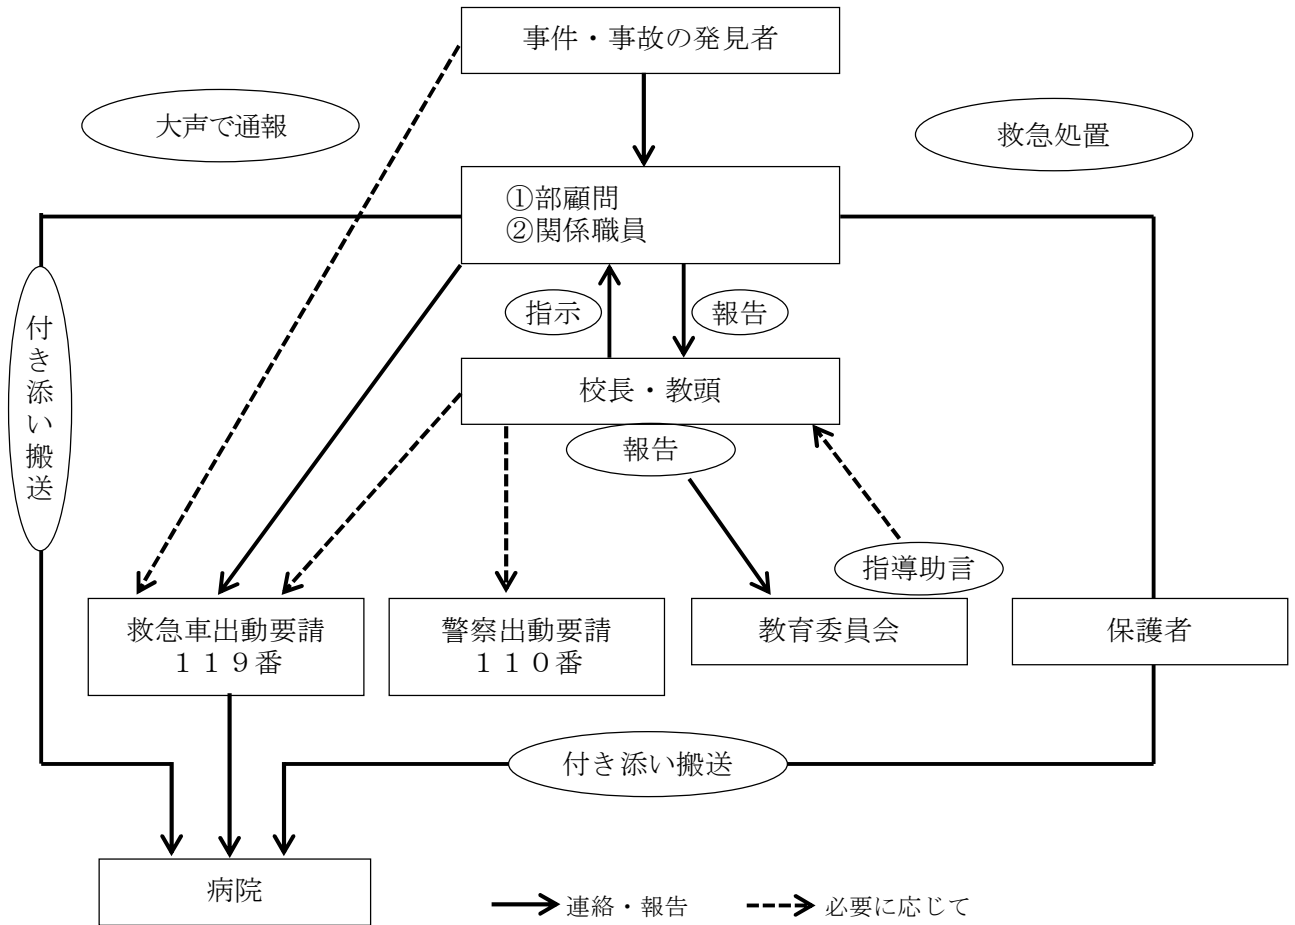 事件・事故の発見者
大声で通報
救急処置
①部顧問
②関係職員
付き添い搬送
指示
報告
校長・教頭
報告
指導助言
救急車出動要請
１１９番
警察出動要請
１１０番
教育委員会
保護者
付き添い搬送
病院
連絡・報告
必要に応じて